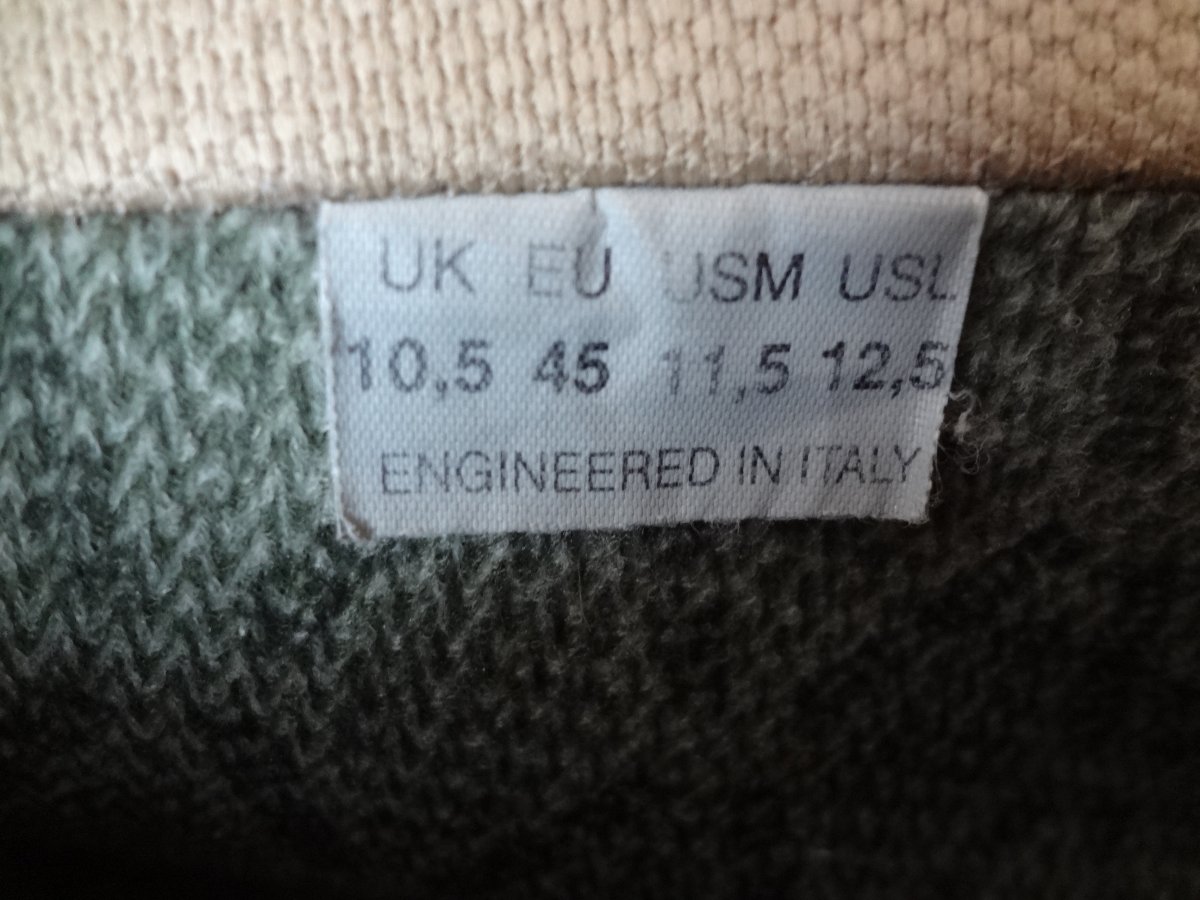 UK EU USM USL
10,5 45 11,5 12,5
ENGINEERED IN ITALY